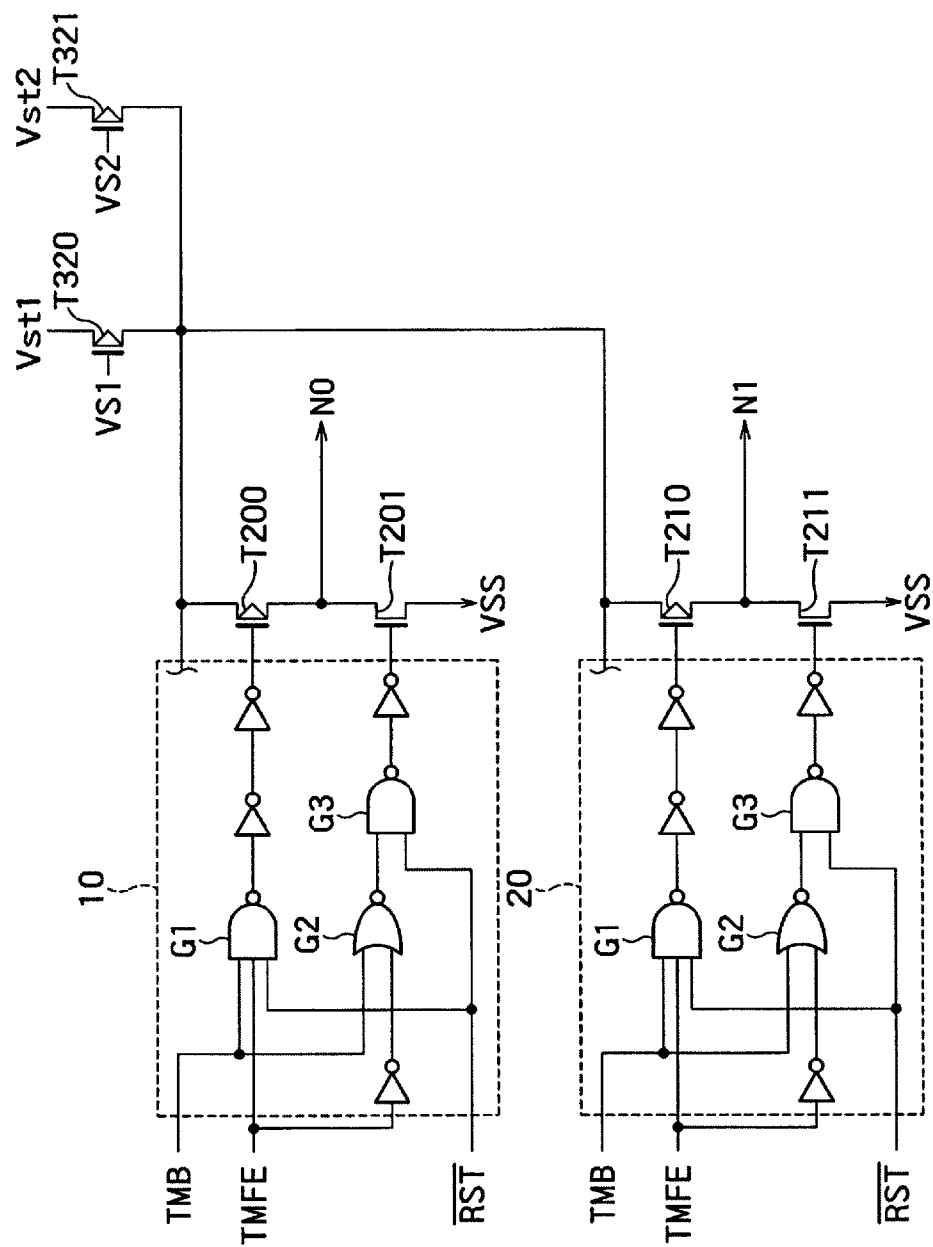 Vst1
Vst2
T320
T321
VS1
VS2
N0
T200
T201
VSS
10
G1
G2
G3
TMB
TMFE
RST
N1
T210
T211
VSS
20
G1
G2
G3
TMB
TMFE
RST